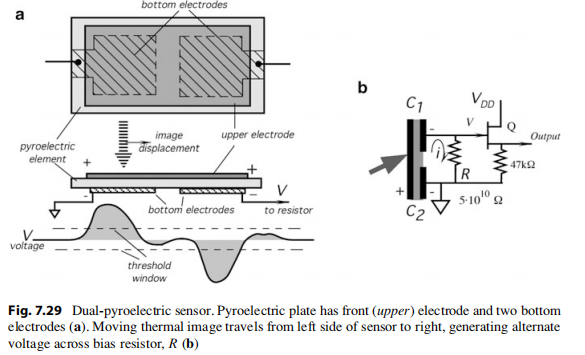 a
bottom electrodes
pyroelectric
element
image
displacement
upper electrode
+
+
-
-
V
bottom electrodes
to resistor
V
voltage
threshold
window
b
C1
VDD
-
V
Q
Output
i
R
47kΩ
+
-
5·10^10 Ω
C2
Fig. 7.29 Dual-pyroelectric sensor. Pyroelectric plate has front (upper) electrode and two bottom
electrodes (a). Moving thermal image travels from left side of sensor to right, generating alternate
voltage across bias resistor, R (b)